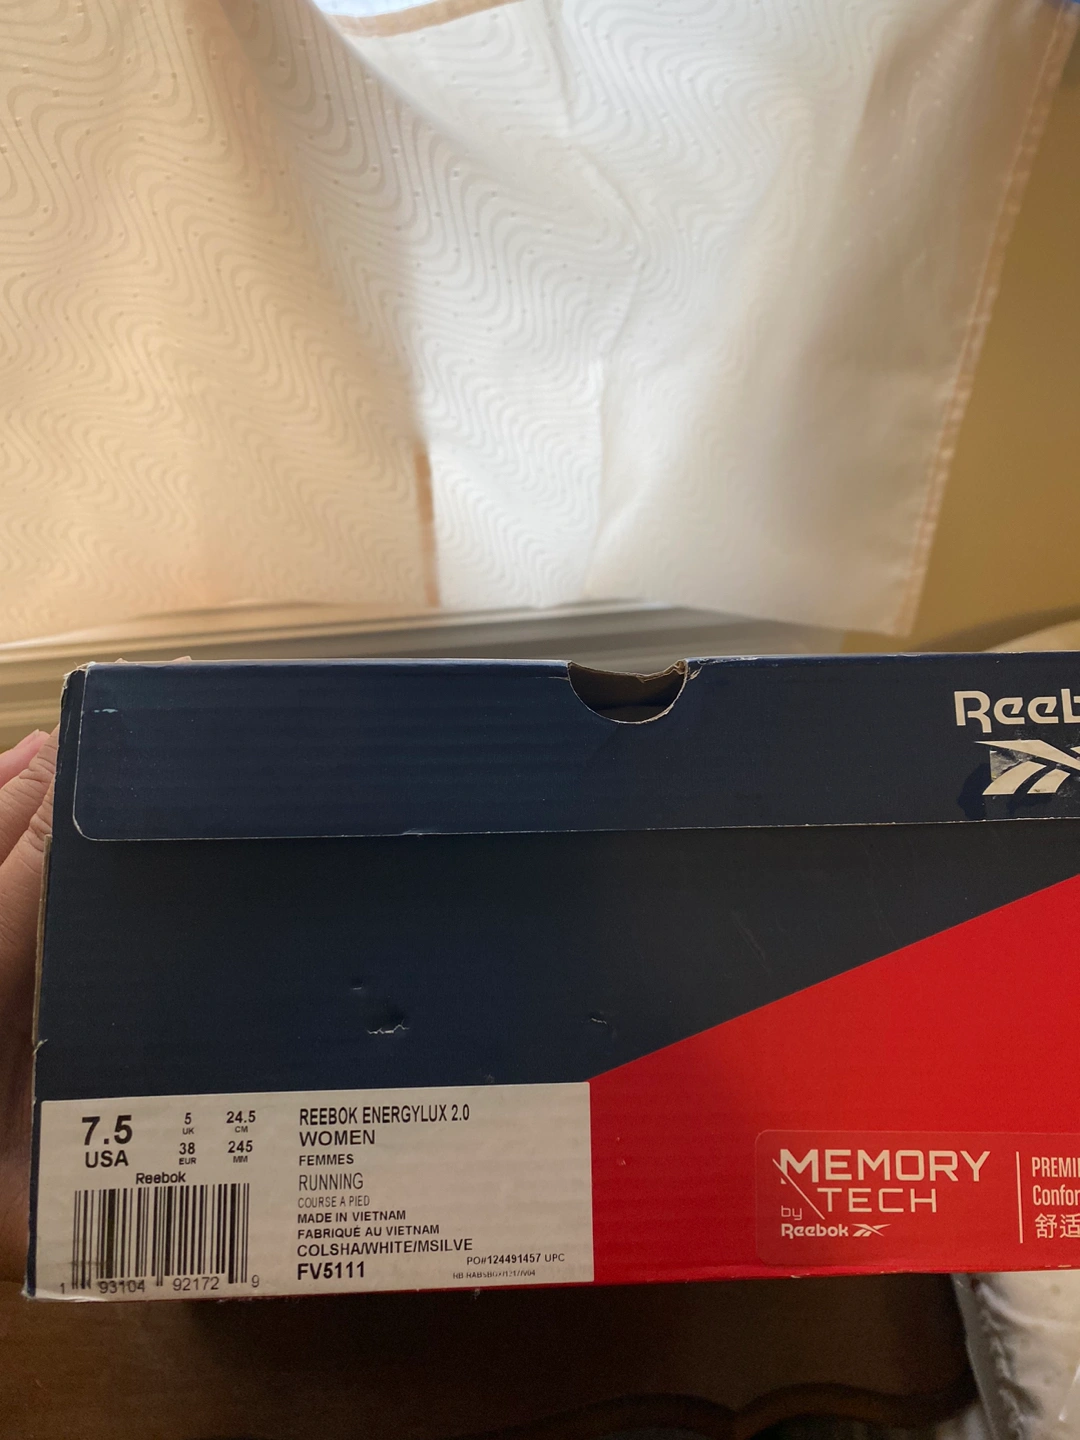 Reeb
7.5
USA
5
UK
24.5
CM
38
EUR
245
MM
Reebok
1 93104 92172 9
REEBOK ENERGYLUX 2.0
WOMEN
FEMMES
RUNNING
COURSE A PIED
MADE IN VIETNAM
FABRIQUÉ AU VIETNAM
COLSHA/WHITE/MSILVE
PO#124491457 UPC
FV5111
MEMORY
TECH
by
Reebok
PREMI
Confor
舒适